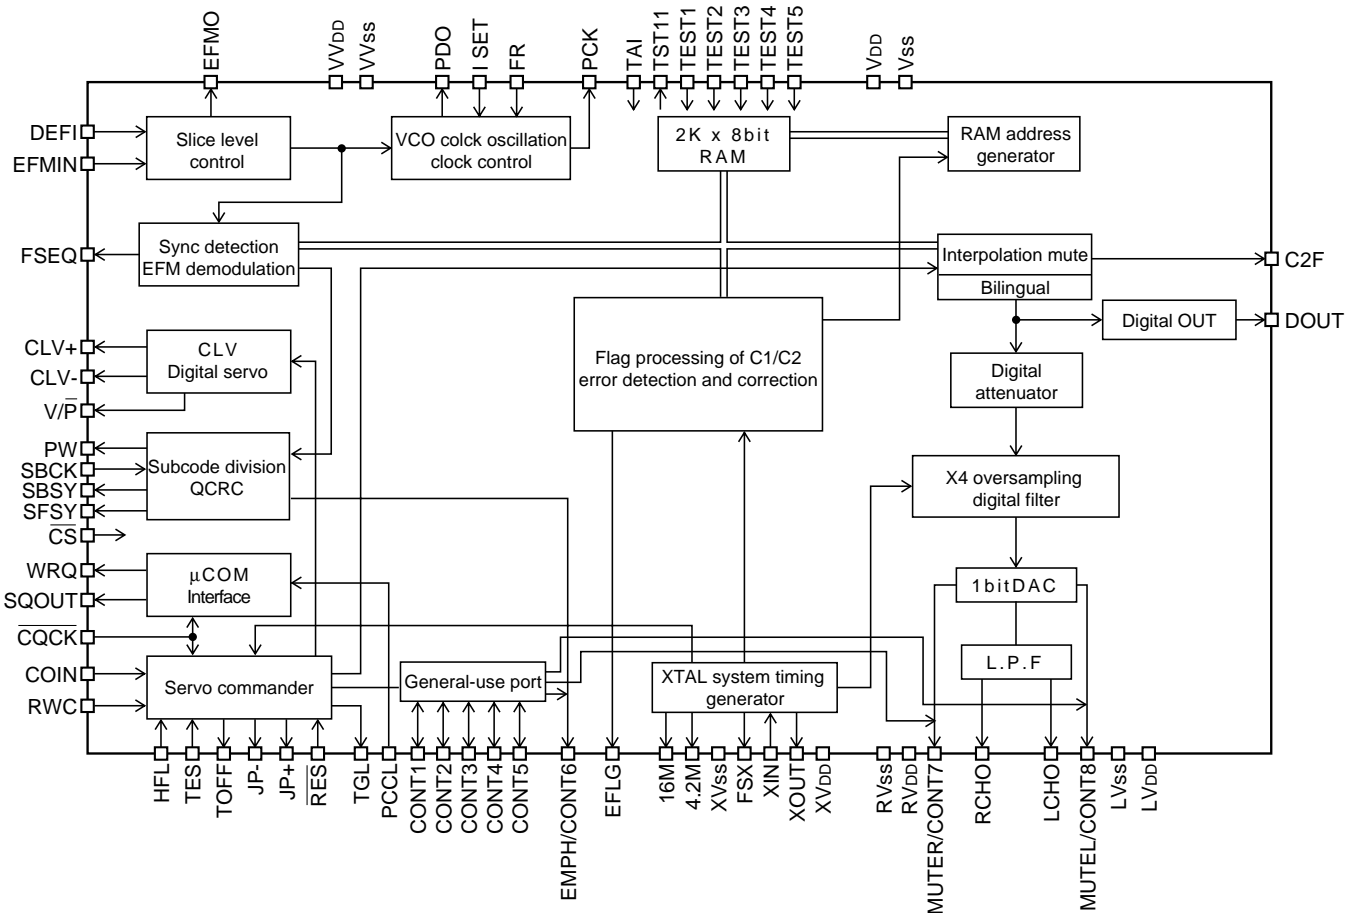 EFMO
VVDD
VVss
PDO
I SET
FR
PCK
TAI
TST11
TEST1
TEST2
TEST3
TEST4
TEST5
VDD
Vss
DEFI
EFMIN
FSEQ
CLV+
CLV-
V/P
PW
SBCK
SBSY
SFSY
CS
WRQ
SQOUT
CQCK
COIN
RWC
Slice level
control
VCO colck oscillation
clock control
2K x 8bit
RAM
RAM address
generator
Sync detection
EFM demodulation
Interpolation mute
Bilingual
C2F
Digital OUT
DOUT
CLV
Digital servo
Flag processing of C1/C2
error detection and correction
Digital
attenuator
Subcode division
QCRC
X4 oversampling
digital filter
μCOM
Interface
1bitDAC
L.P.F
Servo commander
General-use port
XTAL system timing
generator
HFL
TES
TOFF
JP-
JP+
RES
TGL
PCCL
CONT1
CONT2
CONT3
CONT4
CONT5
EMPH/CONT6
EFLG
16M
4.2M
XVss
FSX
XIN
XOUT
XVDD
RVss
RVDD
MUTER/CONT7
RCHO
LCHO
MUTEL/CONT8
LVss
LVDD